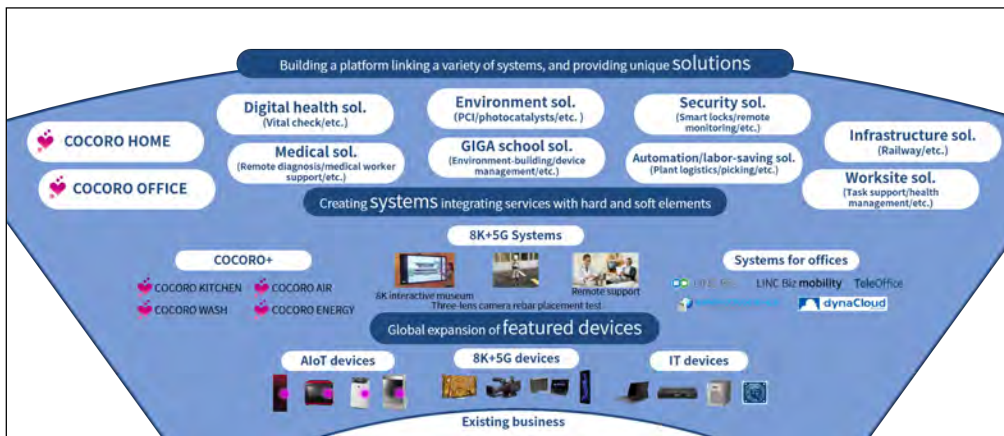 Building a platform linking a variety of systems, and providing unique solutions
Digital health sol.
(Vital check/etc.)
Environment sol.
(PCI/photocatalysts/etc. )
Security sol.
(Smart locks/remote
monitoring/etc.)
COCORO HOME
Infrastructure sol.
(Railway/etc.)
Medical sol.
(Remote diagnosis/medical worker
support/etc.)
GIGA school sol.
(Environment-building/device
management/etc.)
Automation/labor-saving sol.
(Plant logistics/picking/etc.)
COCORO OFFICE
Worksite sol.
(Task support/health
management/etc.)
Creating systems integrating services with hard and soft elements
8K+5G Systems
COCORO+
Systems for offices
COCORO KITCHEN
COCORO AIR
COCORO WASH
COCORO ENERGY
8K interactive museum
Remote support
Three-lens camera rebar placement test
LINC Biz mobility
TeleOffice
dynaCloud
Global expansion of featured devices
AIoT devices
8K+5G devices
IT devices
Existing business